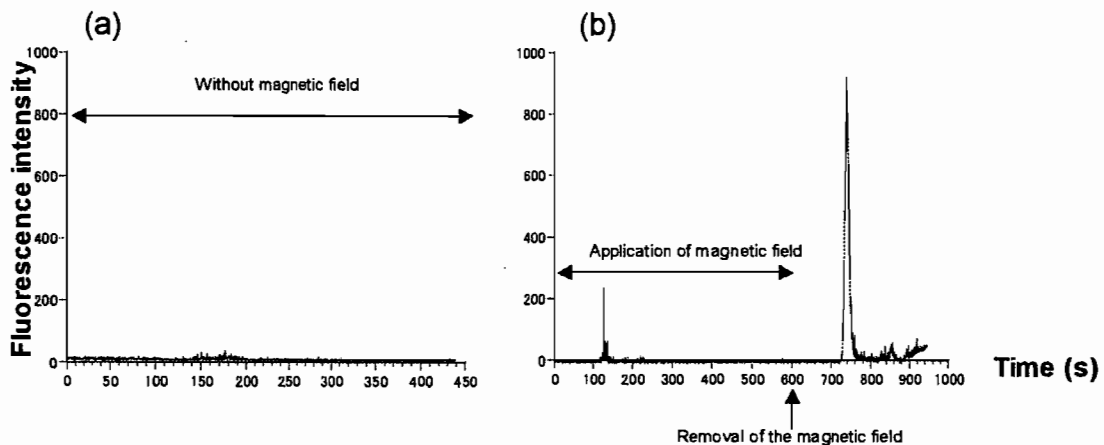 (a)
Fluorescence intensity
1000
800
600
400
200
0
Without magnetic field
0 50 100 150 200 250 300 350 400 450
(b)
1000
800
600
400
200
0
Application of magnetic field
0 100 200 300 400 500 600 700 800 900 1000
Time (s)
Removal of the magnetic field